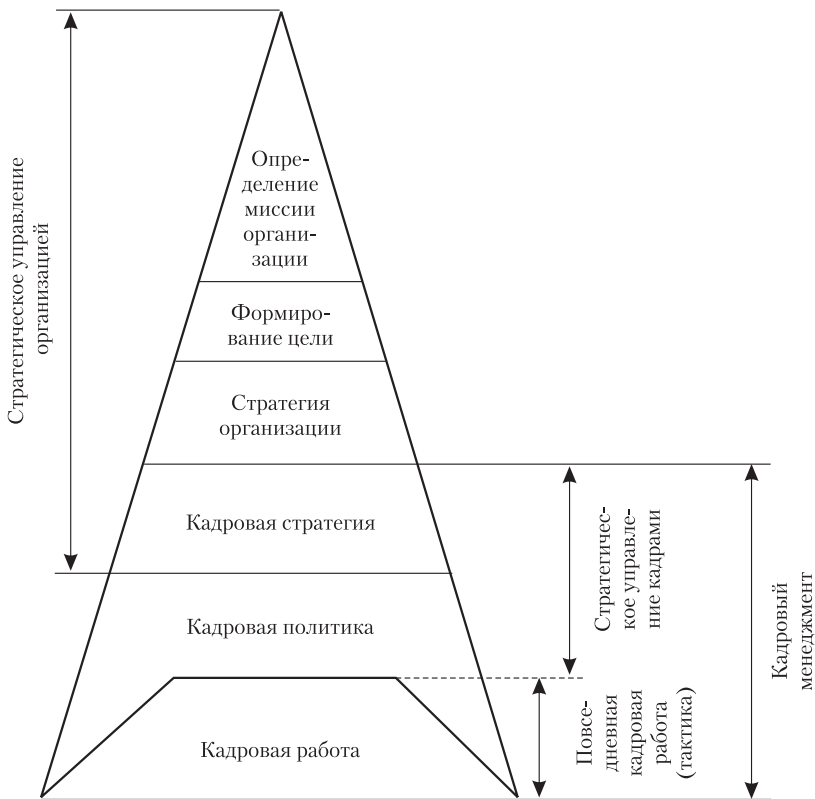 Стратегическое управление
организацией
Опре-
деление
миссии
органи-
зации
Формиро-
вание цели
Стратегия
организации
Кадровая стратегия
Кадровая политика
Кадровая работа
Стратегичес-
кое управле-
ние кадрами
Повсе-
дневная
кадровая
работа
(тактика)
Кадровый
менеджмент